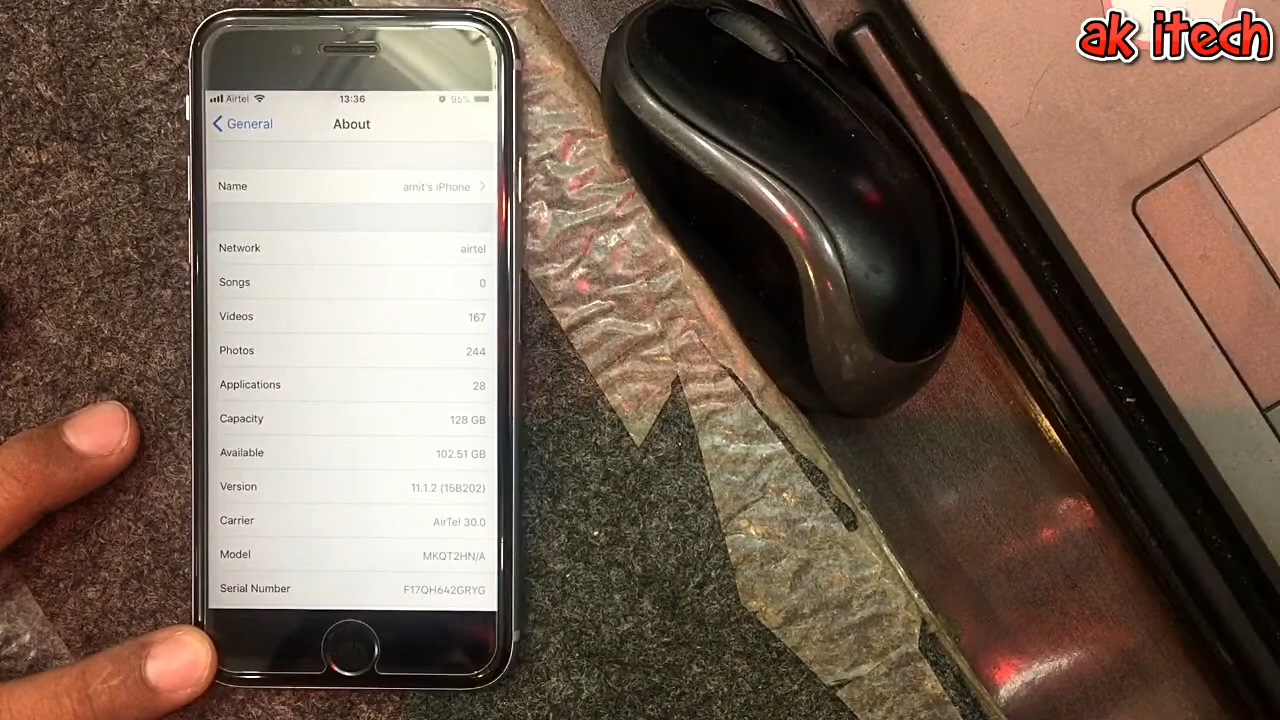 ak itech
Airtel 13:36 95%
General About
Name amit's iPhone
Network airtel
Songs 0
Videos 167
Photos 244
Applications 28
Capacity 128 GB
Available 102.51 GB
Version 11.1.2 (15B202)
Carrier AirTel 30.0
Model MKQT2HN/A
Serial Number F17QH642GRYG